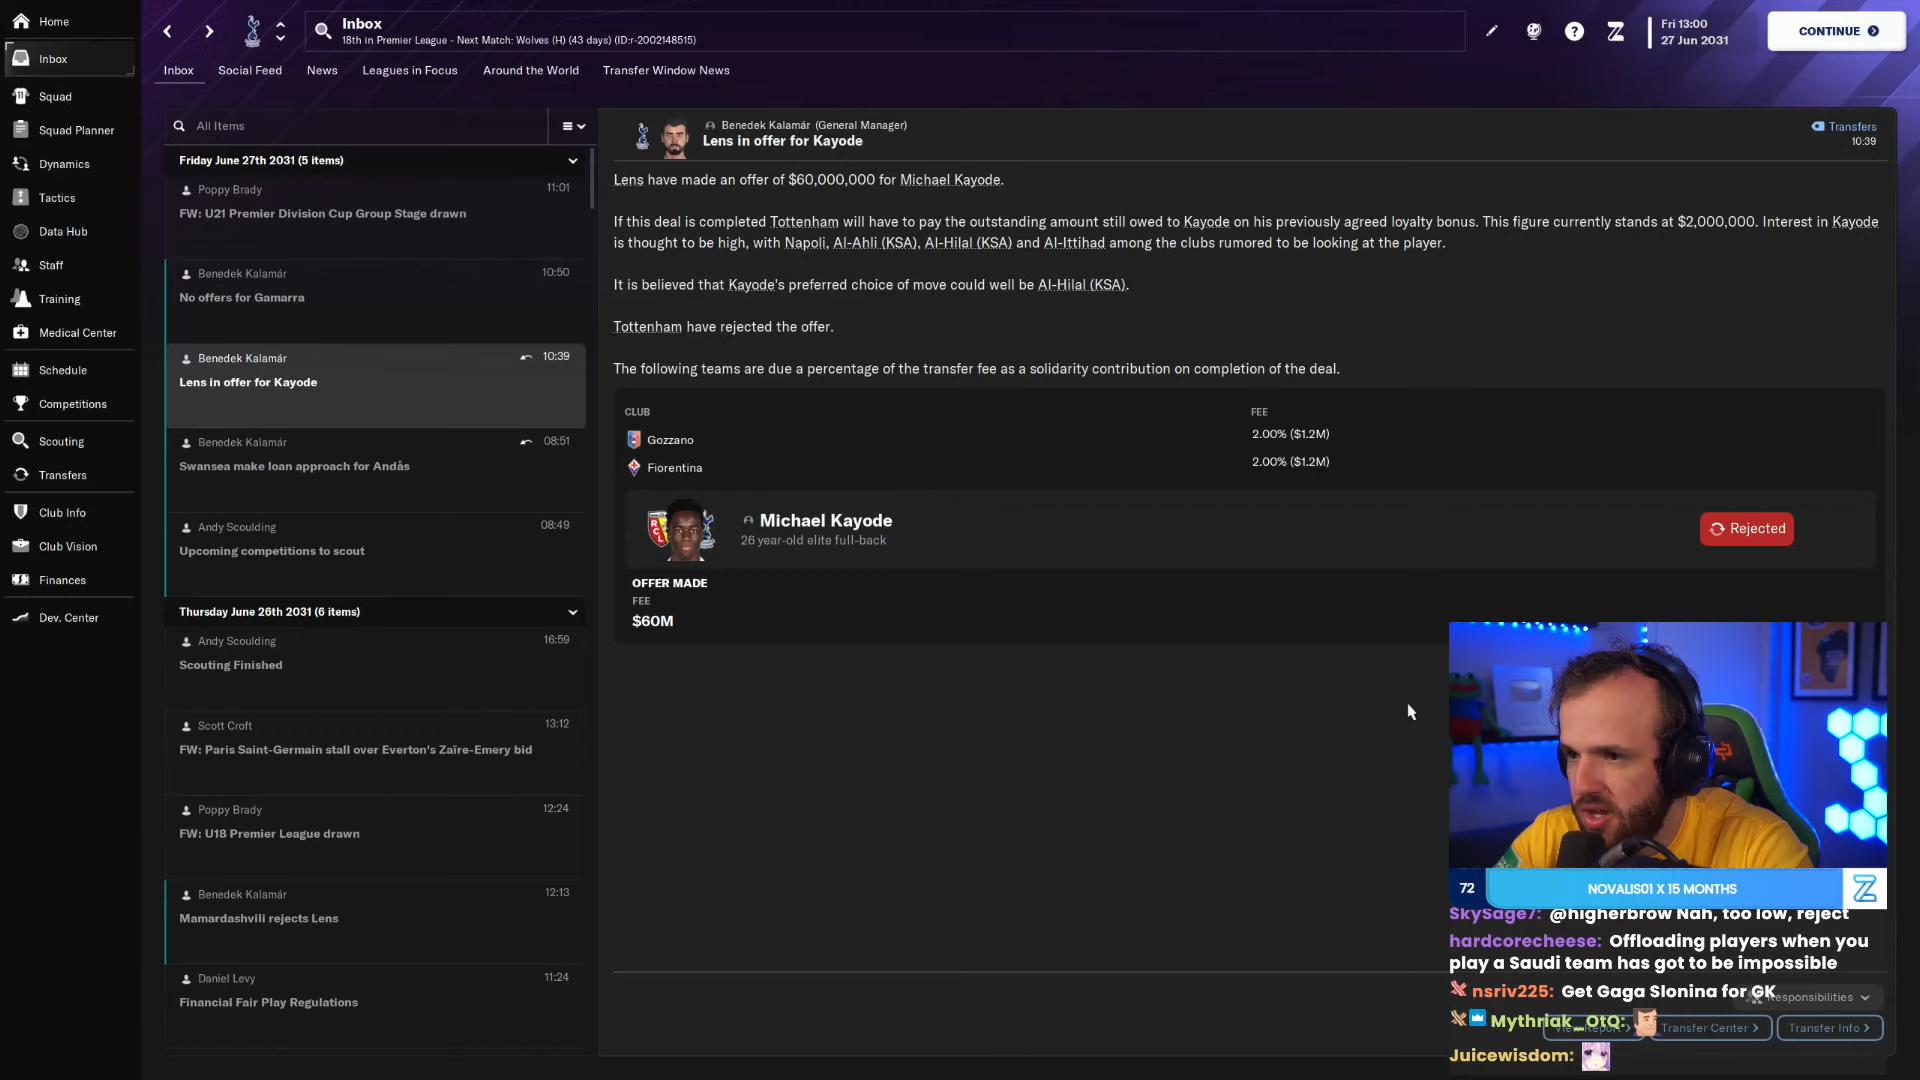 Home
Inbox
Squad
Squad Planner
Dynamics
Tactics
Data Hub
Staff
Training
Medical Center
Schedule
Competitions
Scouting
Transfers
Club Info
Club Vision
Finances
Dev. Center
Inbox
18th in Premier League - Next Match: Wolves (H) (43 days) (ID:r-2002148515)
Fri 13:00
27 Jun 2031
CONTINUE
Inbox
Social Feed
News
Leagues in Focus
Around the World
Transfer Window News
All Items
Friday June 27th 2031 (5 items)
Poppy Brady 11:01
FW: U21 Premier Division Cup Group Stage drawn
Benedek Kalamár 10:50
No offers for Gamarra
Benedek Kalamár 10:39
Lens in offer for Kayode
Benedek Kalamár 08:51
Swansea make loan approach for Andås
Andy Scoulding 08:49
Upcoming competitions to scout
Thursday June 26th 2031 (6 items)
Andy Scoulding 16:59
Scouting Finished
Scott Croft 13:12
FW: Paris Saint-Germain stall over Everton's Zaïre-Emery bid
Poppy Brady 12:24
FW: U18 Premier League drawn
Benedek Kalamár 12:13
Mamardashvili rejects Lens
Daniel Levy 11:24
Financial Fair Play Regulations
Benedek Kalamár (General Manager)
Lens in offer for Kayode
Transfers
10:39
Lens have made an offer of $60,000,000 for Michael Kayode.
If this deal is completed Tottenham will have to pay the outstanding amount still owed to Kayode on his previously agreed loyalty bonus. This figure currently stands at $2,000,000. Interest in Kayode
is thought to be high, with Napoli, Al-Ahli (KSA), Al-Hilal (KSA) and Al-Ittihad among the clubs rumored to be looking at the player.
It is believed that Kayode's preferred choice of move could well be Al-Hilal (KSA).
Tottenham have rejected the offer.
The following teams are due a percentage of the transfer fee as a solidarity contribution on completion of the deal.
CLUB FEE
Gozzano 2.00% ($1.2M)
Fiorentina 2.00% ($1.2M)
Michael Kayode
26 year-old elite full-back
Rejected
OFFER MADE
FEE
$60M
72
NOVALIS01 X 15 MONTHS
SkySage7: @higherbrow Nah, too low, reject
hardcorecheese: Offloading players when you
play a Saudi team has got to be impossible
nsriv225: Get Gaga Slonina for GK
Responsibilities
Mythriak_OtQ:
View Report
Transfer Center
Transfer Info
Juicewisdom: